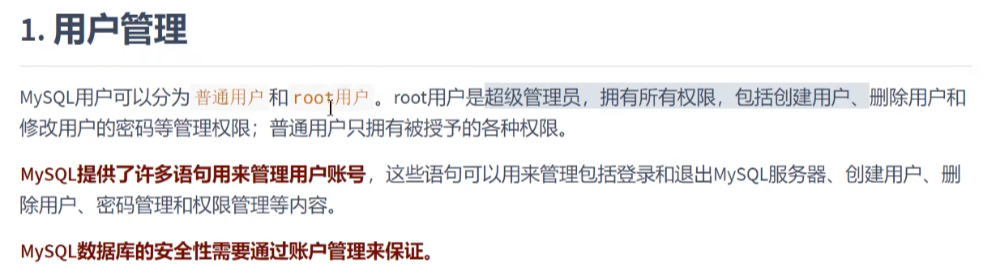 1. 用户管理
MySQL用户可以分为 普通用户 和 root用户 。root用户是超级管理员，拥有所有权限，包括创建用户、删除用户和
修改用户的密码等管理权限；普通用户只拥有被授予的各种权限。
MySQL提供了许多语句用来管理用户账号，这些语句可以用来管理包括登录和退出MySQL服务器、创建用户、删
除用户、密码管理和权限管理等内容。
MySQL数据库的安全性需要通过账户管理来保证。